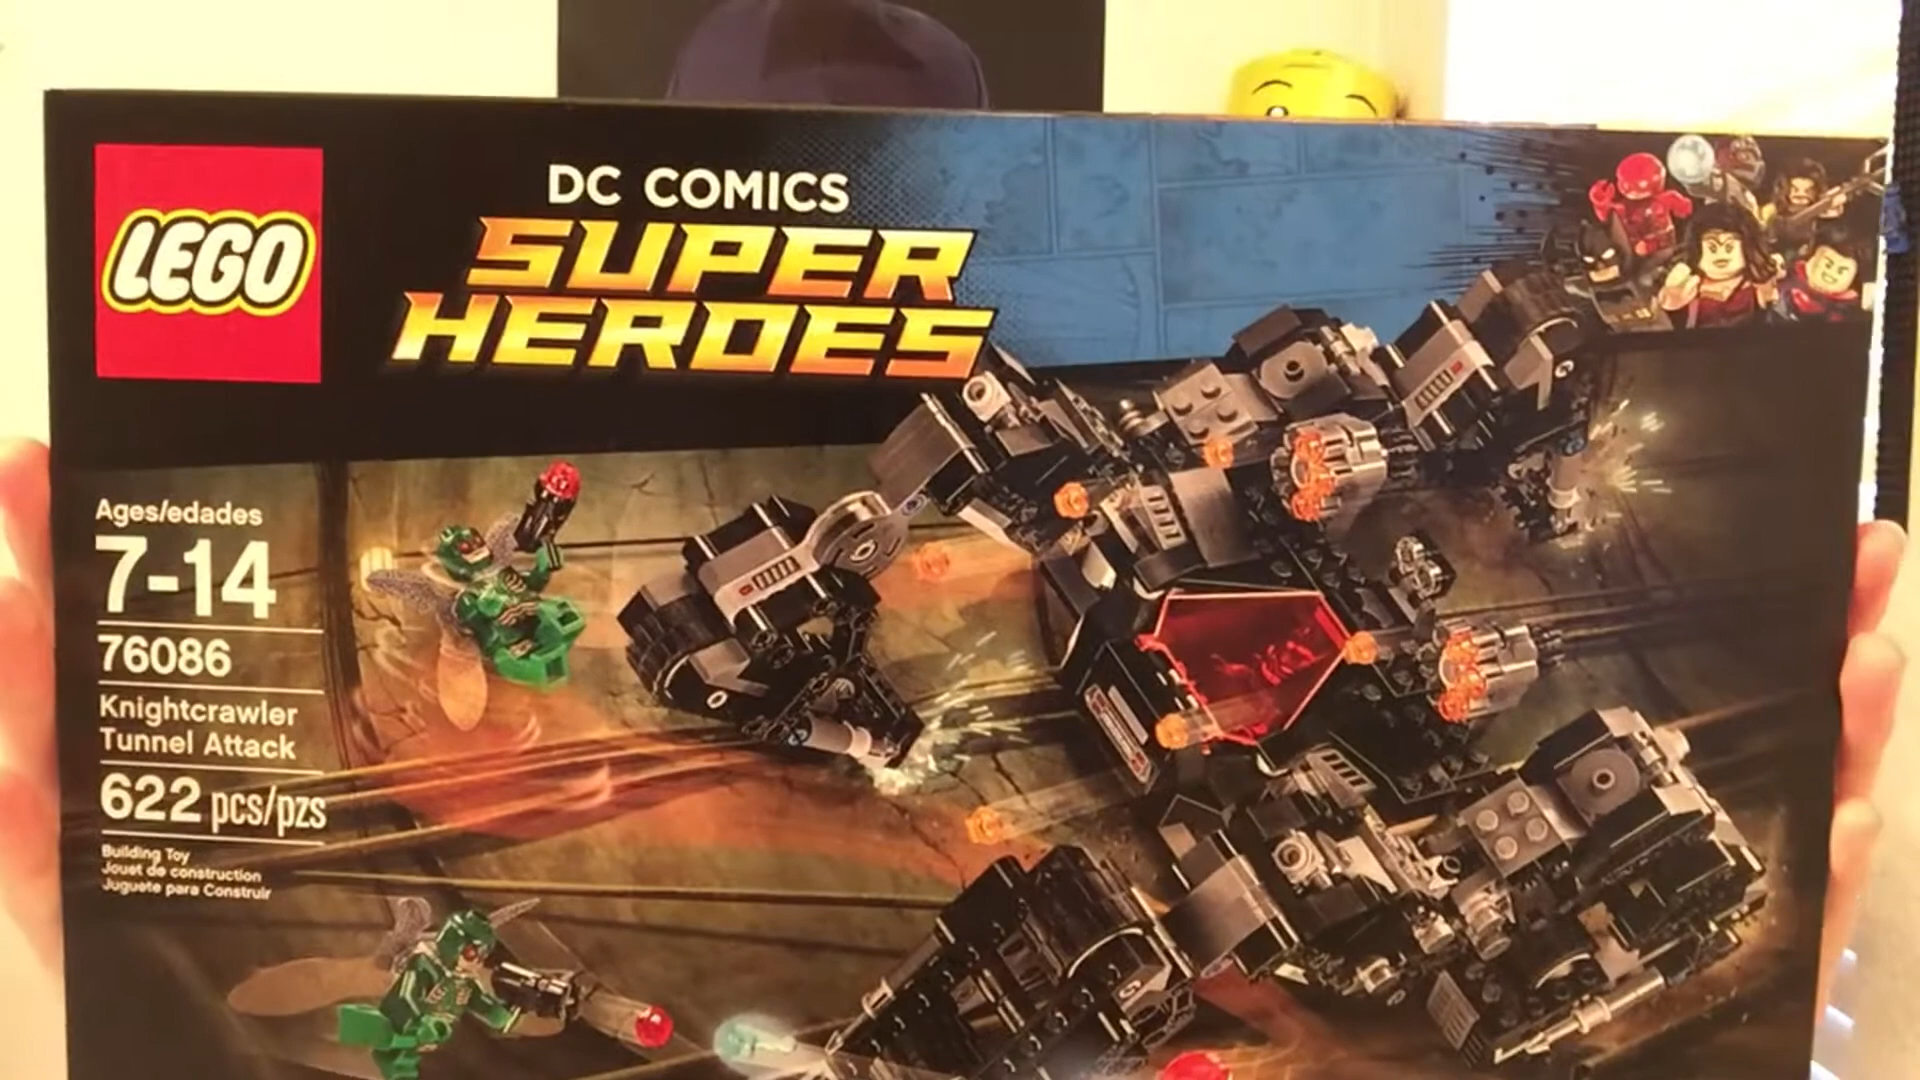 LEGO
DC COMICS
SUPER
HEROES
Ages/edades
7-14
76086
Knightcrawler
Tunnel Attack
622 pcs/pzs
Building Toy
Jouet de construction
Juguete para Construir